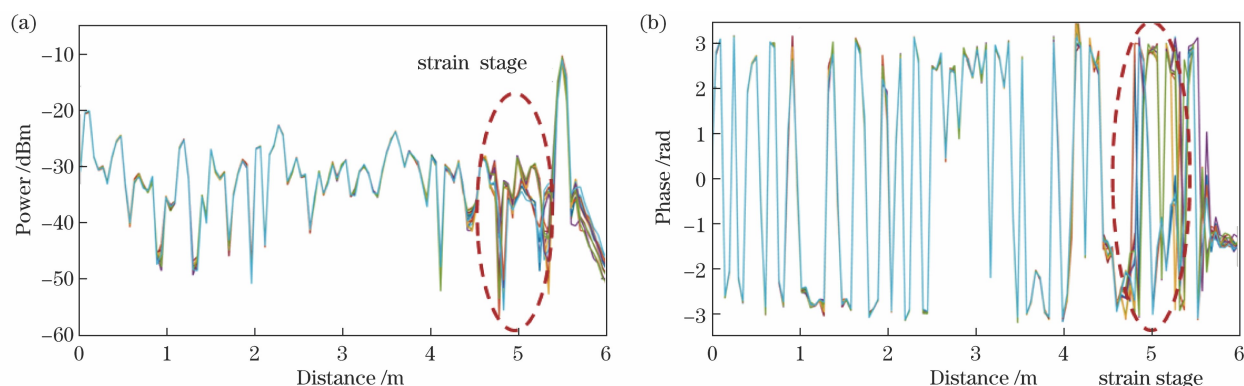 (a)
-10
-20
-30
-40
-50
-60
Power /dBm
strain stage
0 1 2 3 4 5 6
Distance /m
(b)
3
2
1
0
-1
-2
-3
Phase /rad
0 1 2 3 4 5 6
Distance /m
strain stage